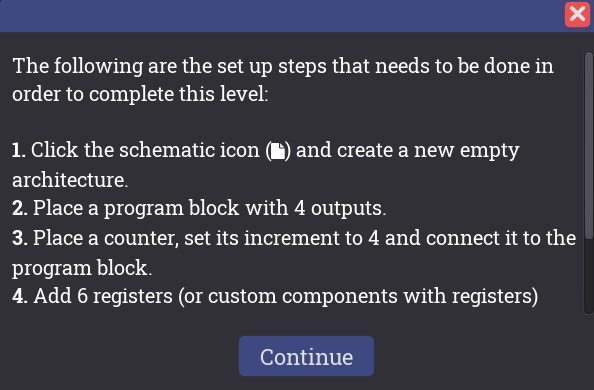 The following are the set up steps that needs to be done in
order to complete this level:
1. Click the schematic icon () and create a new empty
architecture.
2. Place a program block with 4 outputs.
3. Place a counter, set its increment to 4 and connect it to the
program block.
4. Add 6 registers (or custom components with registers)
Continue